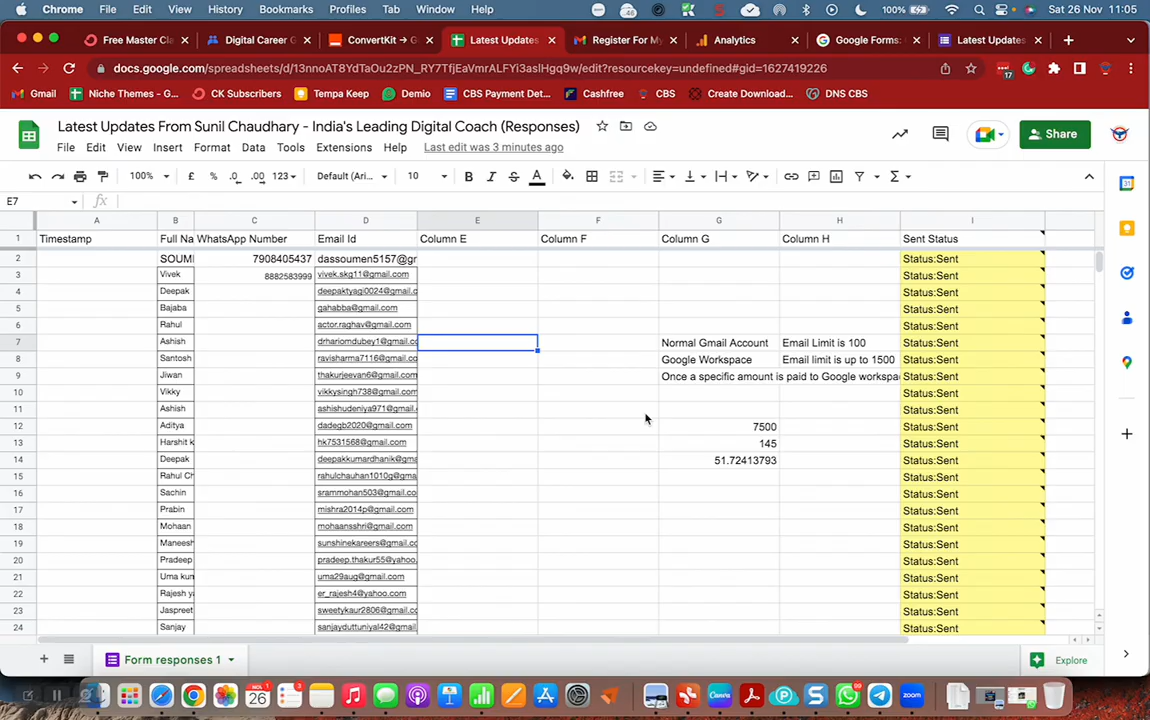 Chrome File Edit View History Bookmarks Profiles Tab Window Help 100% Sat 26 Nov 11:05
Free Master Cla Digital Career G ConvertKit → G Latest Updates Register For My Analytics Google Forms: Latest Updates
docs.google.com/spreadsheets/d/13nnoAT8YdTaOu2zPN_RY7TfjEaVmrALFYi3aslHgq9w/edit?resourcekey=undefined#gid=1627419226
17
Gmail Niche Themes - G... CK Subscribers Tempa Keep Demio CBS Payment Det... Cashfree CBS Create Download... DNS CBS
Latest Updates From Sunil Chaudhary - India's Leading Digital Coach (Responses)
Share
File Edit View Insert Format Data Tools Extensions Help Last edit was 3 minutes ago
100% £ % .0 .00 123 Default (Ari... 10 B I S A
E7 fx
A B C D E F G H I
1 Timestamp Full Na WhatsApp Number Email Id Column E Column F Column G Column H Sent Status
2 SOUMI 7908405437 dassoumen5157@gr Status:Sent
3 Vivek 8882583999 vivek.skg11@gmail.com Status:Sent
4 Deepak deepaktyagi0024@gmail.c Status:Sent
5 Bajaba gahabba@gmail.com Status:Sent
6 Rahul actor.raghav@gmail.com Status:Sent
7 Ashish drhariomdubey1@gmail.co Normal Gmail Account Email Limit is 100 Status:Sent
8 Santosh ravisharma7116@gmail.com Google Workspace Email limit is up to 1500 Status:Sent
9 Jiwan thakurjeevan6@gmail.com Once a specific amount is paid to Google workspa Status:Sent
10 Vikky vikkysingh738@gmail.com Status:Sent
11 Ashish ashishudeniya971@gmail. Status:Sent
12 Aditya dadegb2020@gmail.com 7500 Status:Sent
13 Harshit k hk7531568@gmail.com 145 Status:Sent
14 Deepak deepakkumardhanik@gma 51.72413793 Status:Sent
15 Rahul Ch rahulchauhan1010g@gma Status:Sent
16 Sachin srammohan503@gmail.co Status:Sent
17 Prabin mishra2014p@gmail.com Status:Sent
18 Mohaan mohaansshri@gmail.com Status:Sent
19 Maneesh sunshinekareers@gmail.co Status:Sent
20 Pradeep pradeep.thakur55@yahoo. Status:Sent
21 Uma kum uma29aug@gmail.com Status:Sent
22 Rajesh ya er_rajesh4@yahoo.com Status:Sent
23 Jaspreet sweetykaur2806@gmail.co Status:Sent
24 Sanjay sanjayduttuniyal42@gmail. Status:Sent
Form responses 1 Explore